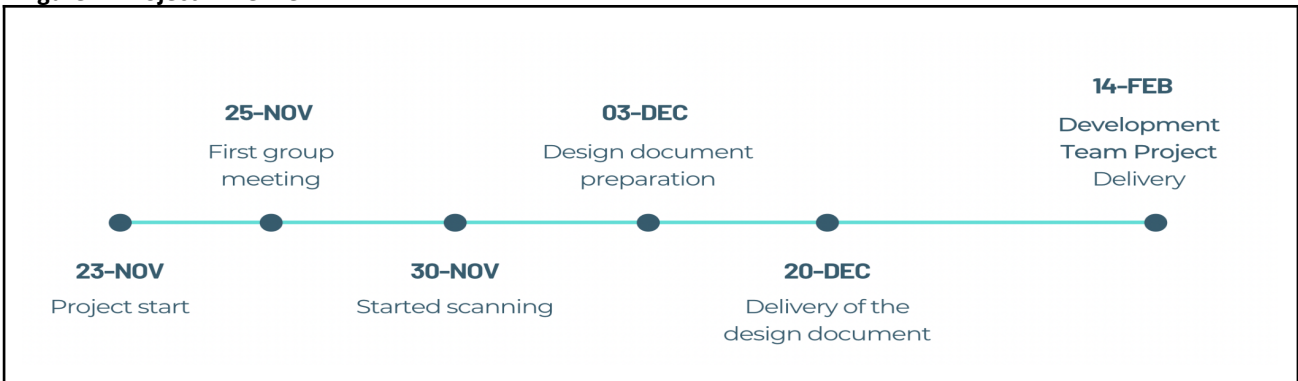 25-NOV
First group
meeting
03-DEC
Design document
preparation
14-FEB
Development
Team Project
Delivery
23-NOV
Project start
30-NOV
Started scanning
20-DEC
Delivery of the
design document